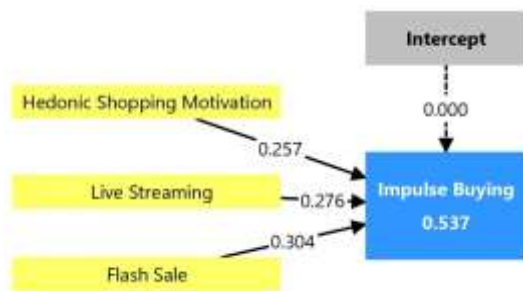 Intercept
0.000
Hedonic Shopping Motivation
0.257
Live Streaming
0.276
Impulse Buying
0.537
0.304
Flash Sale